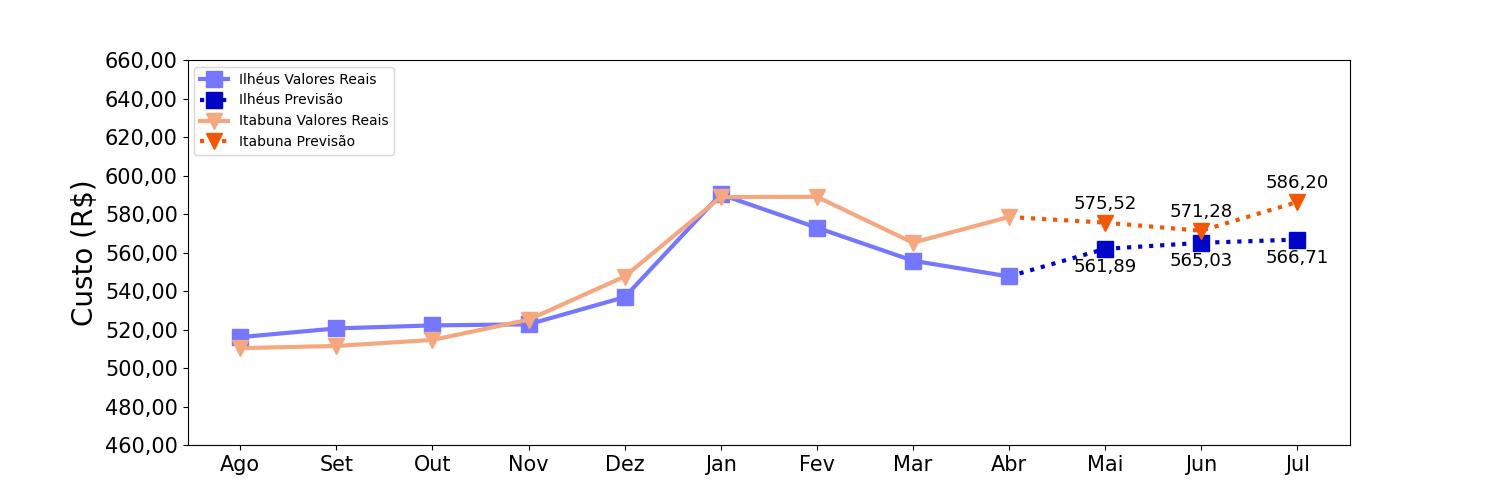 660,00
640,00
620,00
600,00
580,00
560,00
540,00
520,00
500,00
480,00
460,00
Custo (R$)
Ilhéus Valores Reais
Ilhéus Previsão
Itabuna Valores Reais
Itabuna Previsão
575,52
571,28
586,20
561,89
565,03
566,71
Ago Set Out Nov Dez Jan Fev Mar Abr Mai Jun Jul